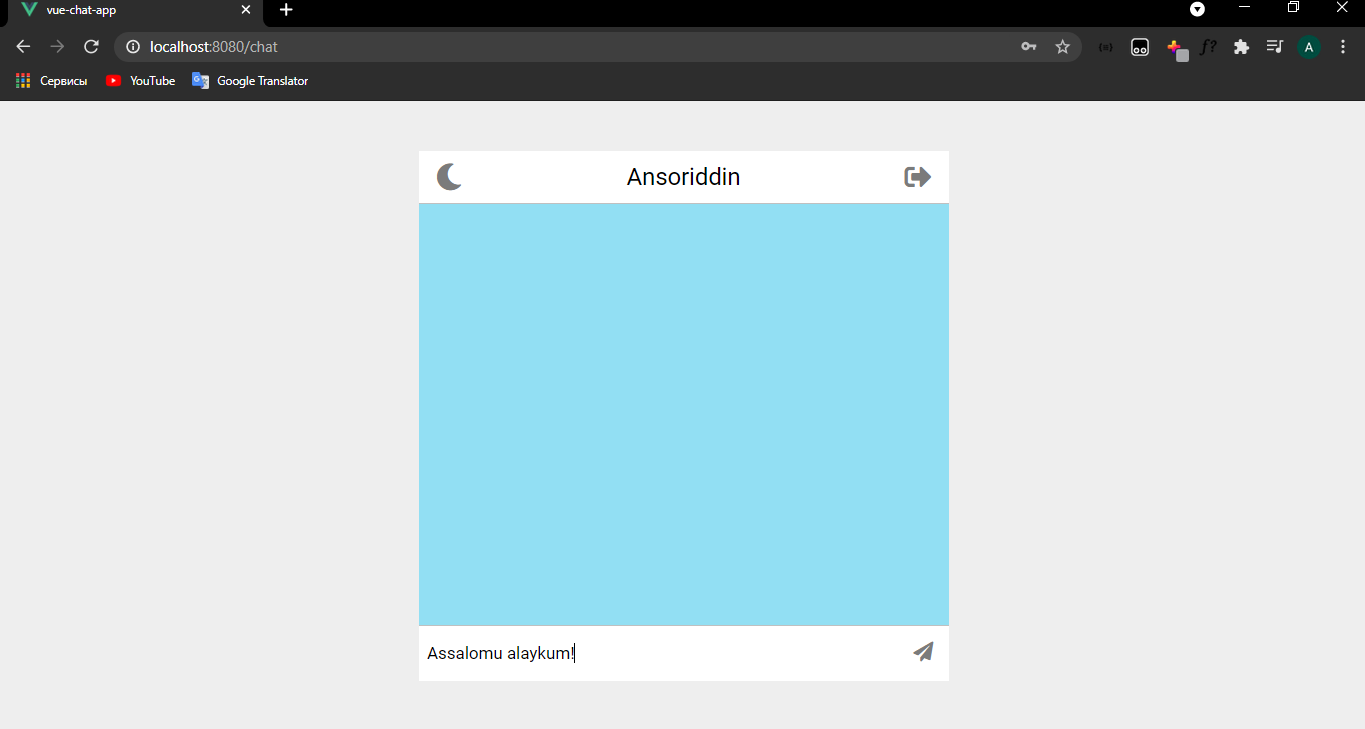 vue-chat-app
localhost:8080/chat
f?
A
Сервисы
YouTube
Google Translator
Ansoriddin
Assalomu alaykum!